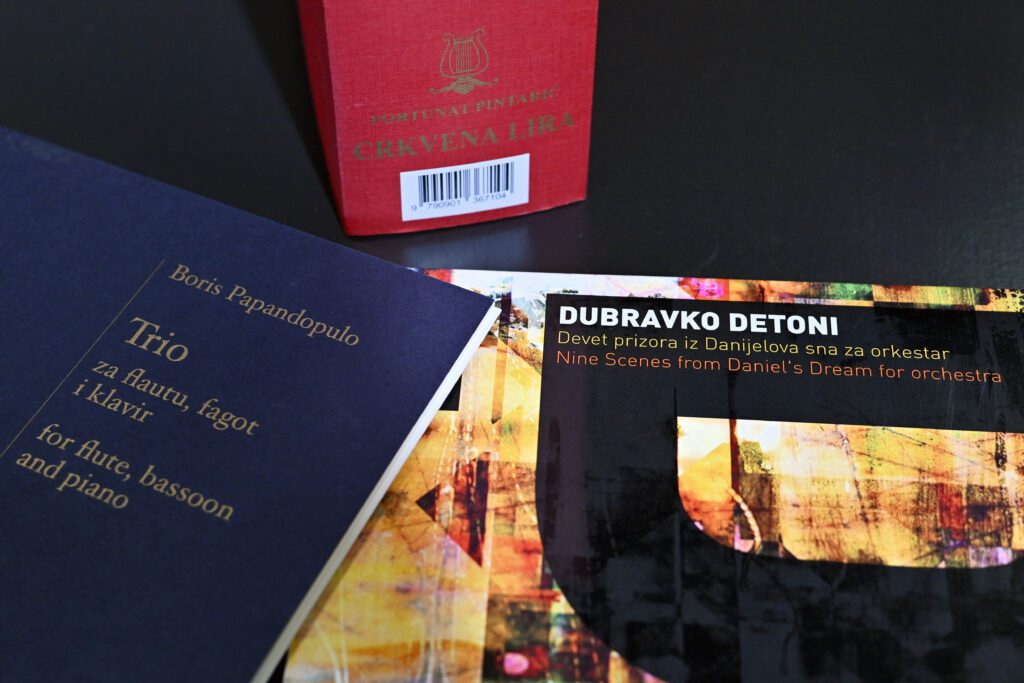 FORTUNAT PINTARIĆ
CRKVENA LIRA
9 790901 367104
Boris Papandopulo
Trio
za flautu, fagot
i klavir
for flute, bassoon
and piano
DUBRAVKO DETONI
Devet prizora iz Danijelova sna za orkestar
Nine Scenes from Daniel's Dream for orchestra